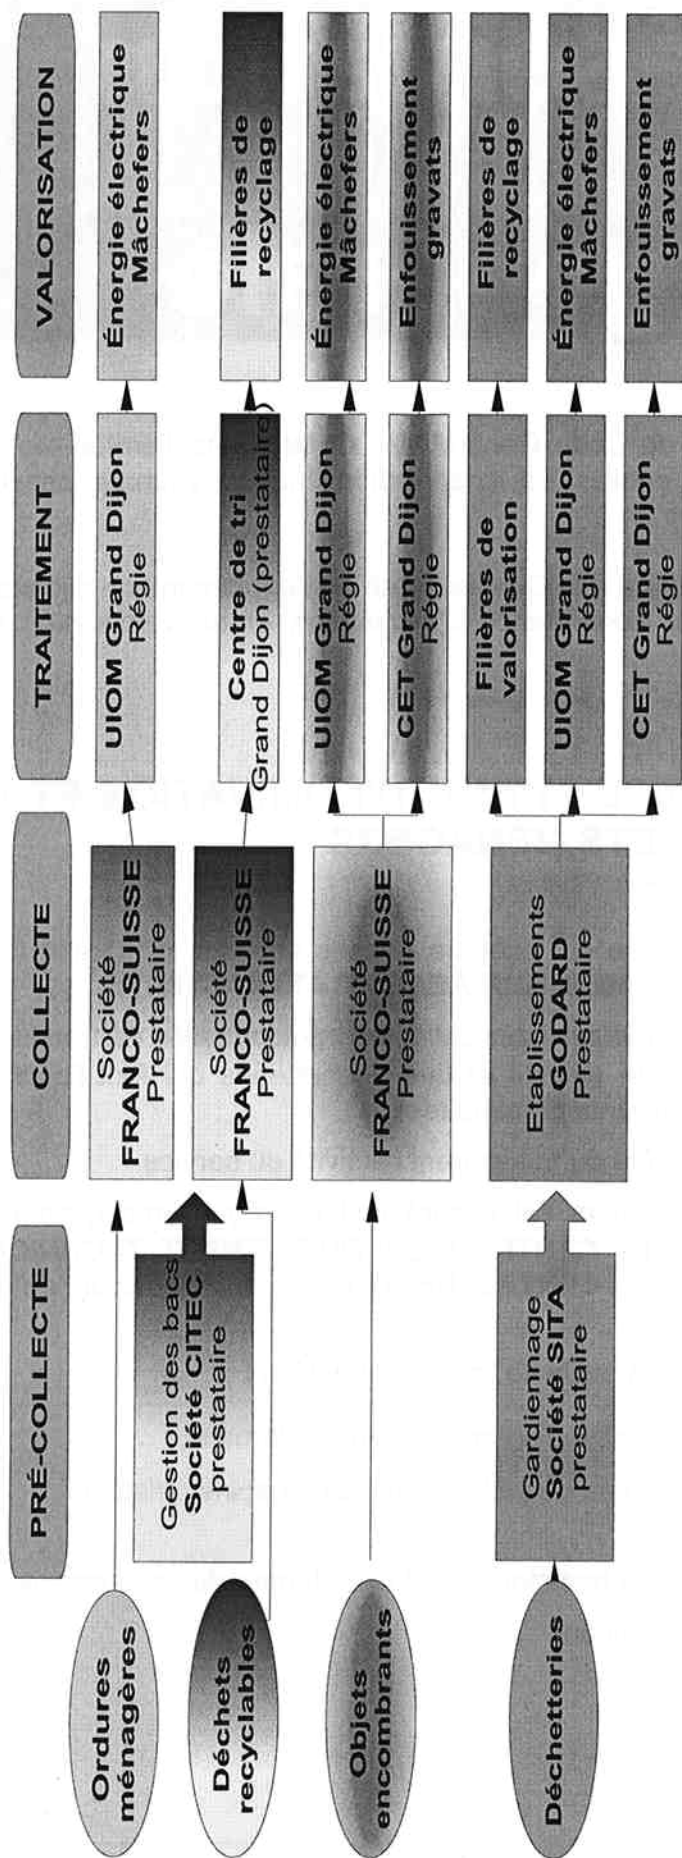 PRÉ-COLLECTE
COLLECTE
TRAITEMENT
VALORISATION
Ordures
ménagères
Société
FRANCO-SUISSE
Prestataire
UIOM Grand Dijon
Régie
Énergie électrique
Mâchefers
Gestion des bacs
Société CITEC
prestataire
Déchets
recyclables
Société
FRANCO-SUISSE
Prestataire
Centre de tri
Grand Dijon (prestataire)
Filières de
recyclage
Objets
encombrants
Société
FRANCO-SUISSE
Prestataire
UIOM Grand Dijon
Régie
Énergie électrique
Mâchefers
CET Grand Dijon
Régie
Enfouissement
gravats
Déchetteries
Gardiennage
Société SITA
prestataire
Etablissements
GODARD
Prestataire
Filières de
valorisation
Filières de
recyclage
UIOM Grand Dijon
Régie
Énergie électrique
Mâchefers
CET Grand Dijon
Régie
Enfouissement
gravats